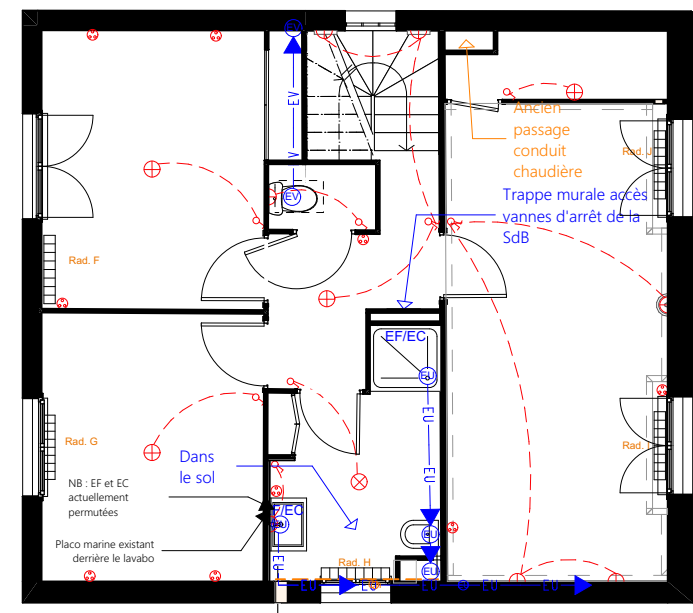 EV
EV
V
EV
Ancien
passage
conduit
chaudière
Rad. J
Trappe murale accès
vannes d'arrêt de la
SdB
Rad. F
EF/EC
EU
EU
EU
Rad. G
Dans
le sol
NB : EF et EC
actuellement
permutées
Placo marine existant
derrière le lavabo
F/EC
EU
EU
EU
Rad. H
EU
EU
EU
EU
EU
Rad. I